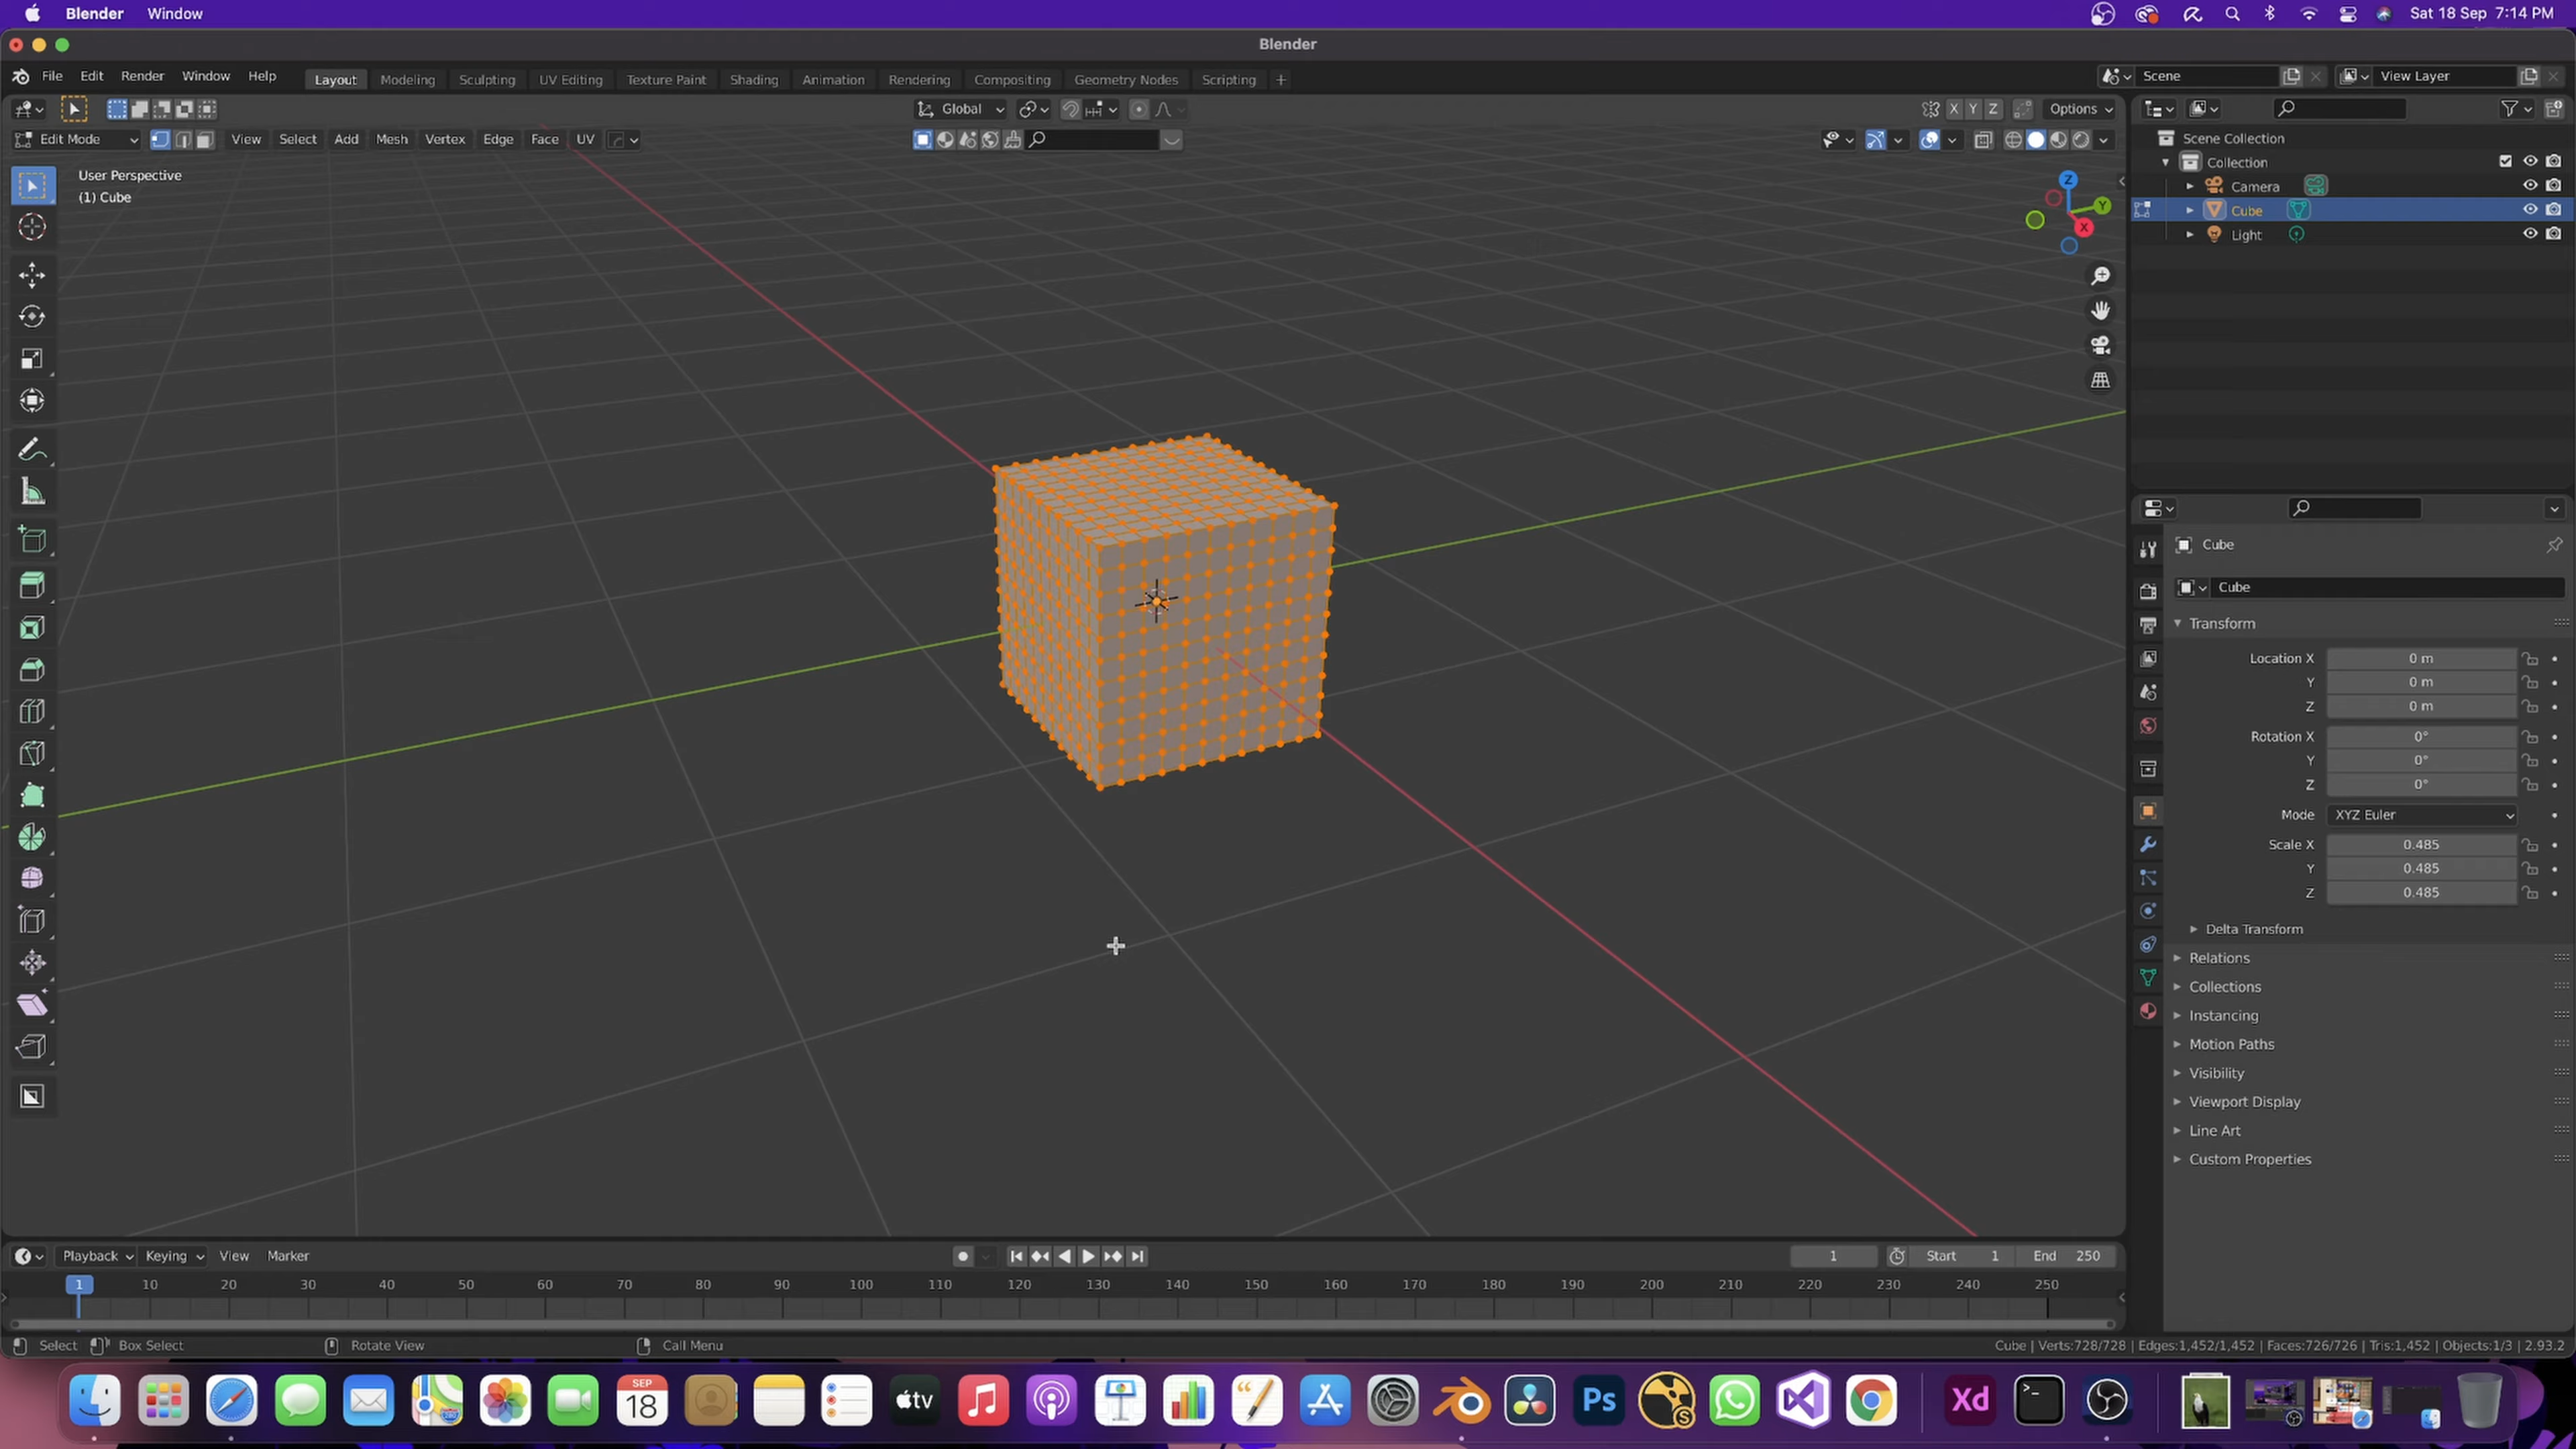 Blender Window Sat 18 Sep 7:14 PM
Blender
File Edit Render Window Help Layout Modeling Sculpting UV Editing Texture Paint Shading Animation Rendering Compositing Geometry Nodes Scripting + Scene View Layer
Global X Y Z Options
Edit Mode View Select Add Mesh Vertex Edge Face UV
User Perspective
(1) Cube
Z
Y
X
Scene Collection
Collection
Camera
Cube
Light
Cube
Cube
Transform
Location X 0 m
Y 0 m
Z 0 m
Rotation X 0°
Y 0°
Z 0°
Mode XYZ Euler
Scale X 0.485
Y 0.485
Z 0.485
Delta Transform
Relations
Collections
Instancing
Motion Paths
Visibility
Viewport Display
Line Art
Custom Properties
Playback Keying View Marker 1 Start 1 End 250
1 10 20 30 40 50 60 70 80 90 100 110 120 130 140 150 160 170 180 190 200 210 220 230 240 250
Select Box Select Rotate View Call Menu Cube | Verts:728/728 | Edges:1,452/1,452 | Faces:726/726 | Tris:1,452 | Objects:1/3 | 2.93.2
SEP
18
tv
Ps
S
Xd
>_